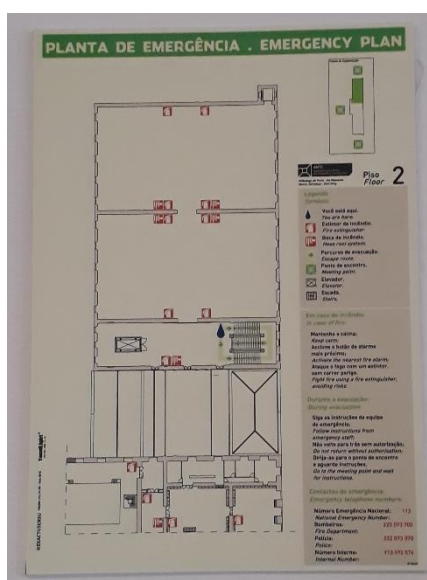 PLANTA DE EMERGÊNCIA . EMERGENCY PLAN
Piso
Floor 2
Legenda
Você está aqui.
You are here.
Extintor de Incêndio.
Fire extinguisher.
Boca de Incêndio.
Hose reel system.
Percurso de evacuação.
Escape route.
Ponto de encontro.
Meeting point.
Elevador.
Elevator.
Escada.
Stairs.
Em caso de incêndio:
In case of fire:
Mantenha a calma;
Keep calm;
Accione o botão de alarme
mais próximo;
Activate the nearest fire alarm;
Ataque o fogo com um extintor,
sem correr perigo.
Fight fire using a fire extinguisher,
avoiding risks.
Durante a evacuação:
During evacuation:
Siga as instruções da equipa
de emergência.
Follow instructions from
emergency staff;
Não volte para trás sem autorização;
Do not return without authorisation;
Dirija-se para o ponto de encontro
e aguarde instruções.
Go to the meeting point and wait
for instructions.
Contactos de emergência:
Emergency telephone numbers:
Número Emergência Nacional:
National Emergency Number:
Bombeiros:
Fire Department:
Polícia:
Police:
Número Interno:
Internal Number: